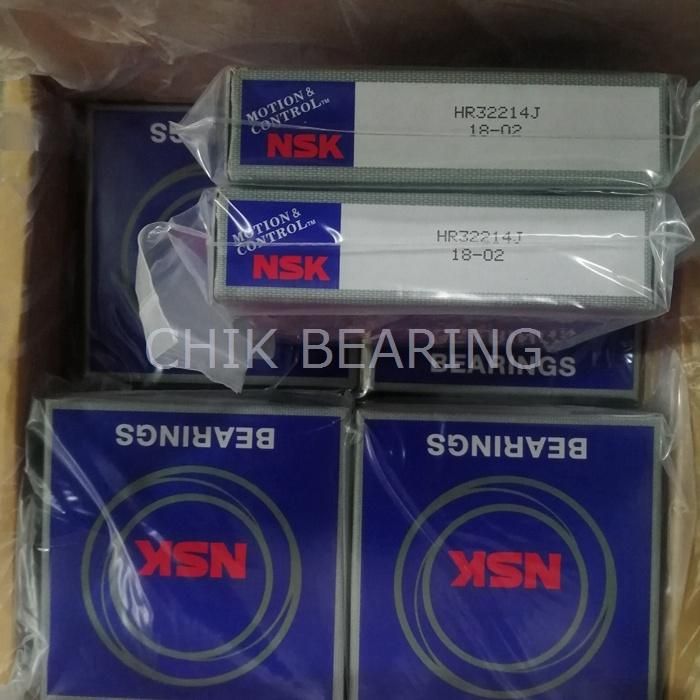 MOTION &
CONTROL™
NSK
HR32214J
18-02
MOTION &
CONTROL™
NSK
HR32214J
18-02
CHIK BEARING
BEARINGS
BEARINGS
NSK
BEARINGS
NSK